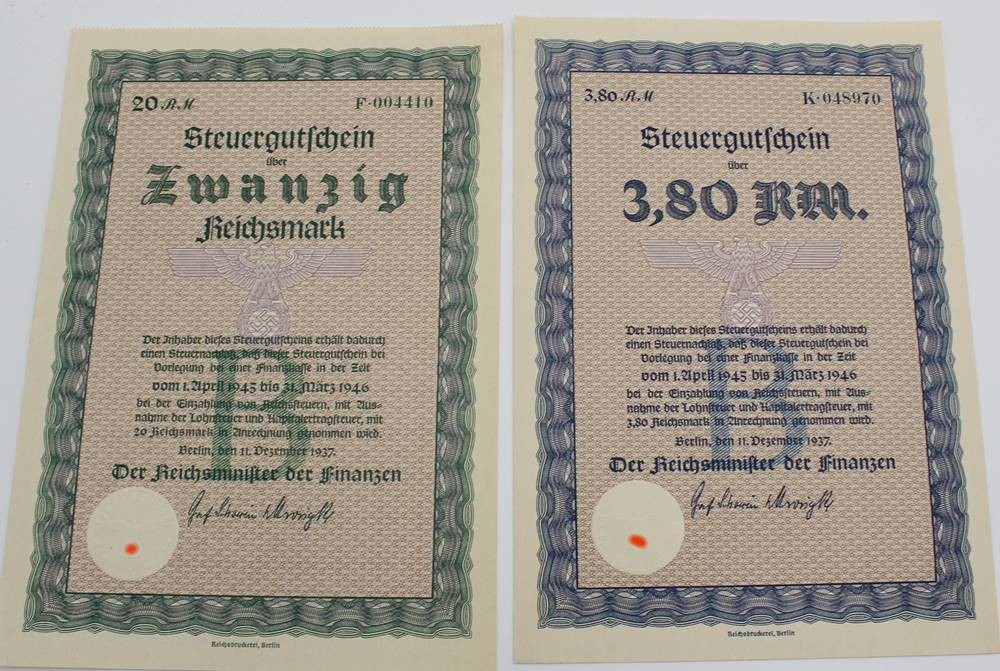 20 R.M
F·004410
Steuergutschein
über
Zwanzig
Reichsmark
Der Inhaber dieses Steuergutscheins erhält dadurch
einen Steuernachlaß, daß dieser Steuergutschein bei
Vorlegung bei einer Finanzkasse in der Zeit
vom 1. April 1945 bis 31. März 1946
bei der Einzahlung von Reichssteuern, mit Aus-
nahme der Lohnsteuer und Kapitalertragsteuer, mit
20 Reichsmark in Anrechnung genommen wird.
Berlin, den 11. Dezember 1937.
Der Reichsminister der Finanzen
Reichsdruckerei, Berlin
3,80 R.M
K·048970
Steuergutschein
über
3,80 RM.
Der Inhaber dieses Steuergutscheins erhält dadurch
einen Steuernachlaß, daß dieser Steuergutschein bei
Vorlegung bei einer Finanzkasse in der Zeit
vom 1. April 1945 bis 31. März 1946
bei der Einzahlung von Reichssteuern, mit Aus-
nahme der Lohnsteuer und Kapitalertragsteuer, mit
3,80 Reichsmark in Anrechnung genommen wird.
Berlin, den 11. Dezember 1937.
Der Reichsminister der Finanzen
Reichsdruckerei, Berlin